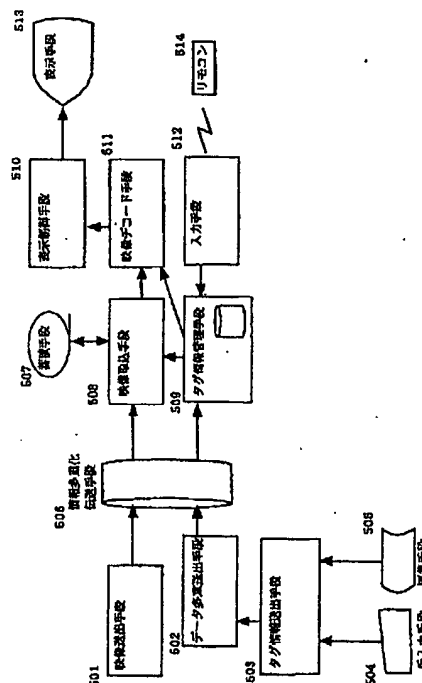 513
表示手段
514
リモコン
510
表示制御手段
511
映像デコード手段
512
入力手段
507
蓄積手段
508
映像取込手段
509
タグ情報管理手段
506
情報多重化
伝送手段
501
映像送出手段
502
データ多重送出手段
503
タグ情報送出手段
504
505